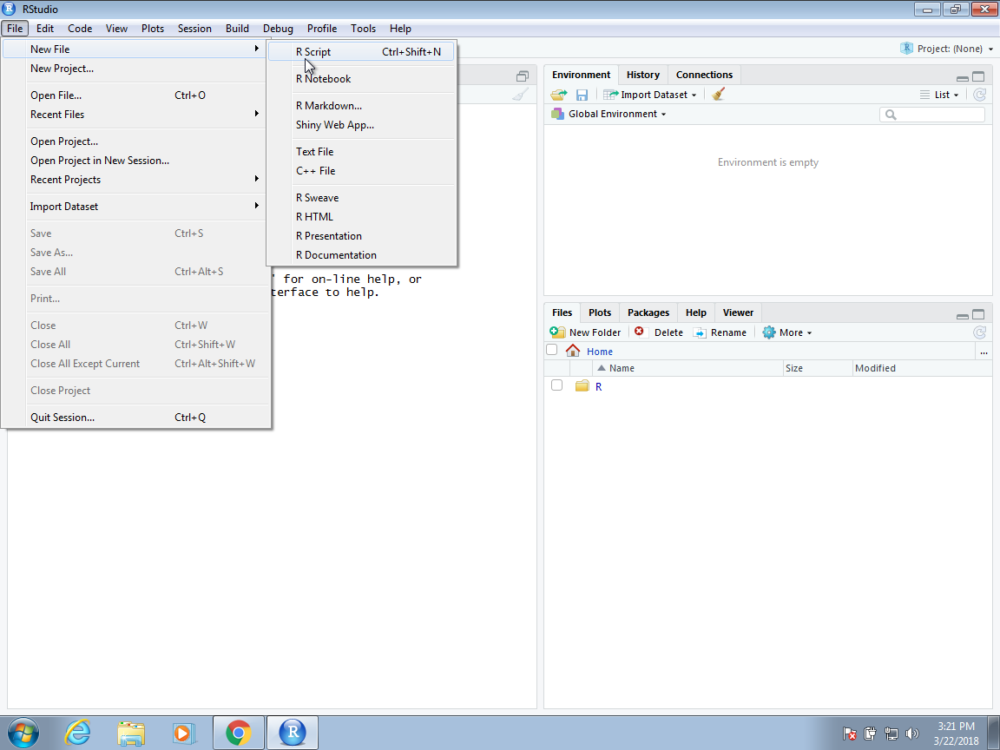 RStudio
File Edit Code View Plots Session Build Debug Profile Tools Help
Project: (None)
New File
New Project...
Open File... Ctrl+O
Recent Files
Open Project...
Open Project in New Session...
Recent Projects
Import Dataset
Save Ctrl+S
Save As...
Save All Ctrl+Alt+S
Print...
Close Ctrl+W
Close All Ctrl+Shift+W
Close All Except Current Ctrl+Alt+Shift+W
Close Project
Quit Session... Ctrl+Q
R Script Ctrl+Shift+N
R Notebook
R Markdown...
Shiny Web App...
Text File
C++ File
R Sweave
R HTML
R Presentation
R Documentation
' for on-line help, or
terface to help.
Environment History Connections
Import Dataset List
Global Environment
Environment is empty
Files Plots Packages Help Viewer
New Folder Delete Rename More
Home ...
Name Size Modified
R
3:21 PM
3/22/2018